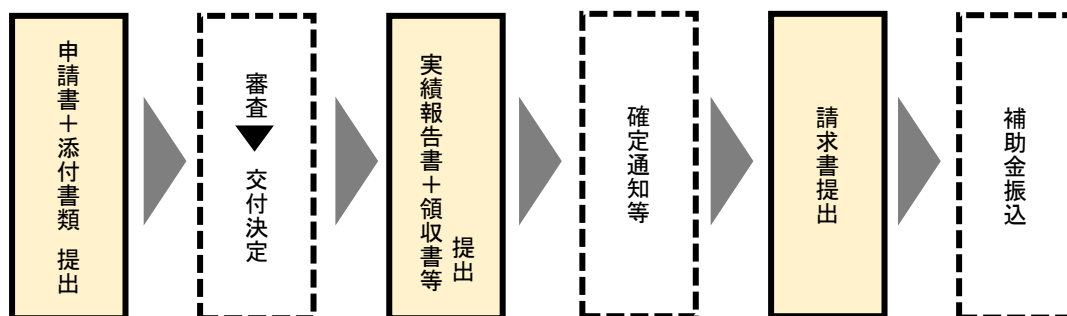 申請書＋添付書類 提出
審査
交付決定
実績報告書＋領収書等
提出
確定通知等
請求書提出
補助金振込